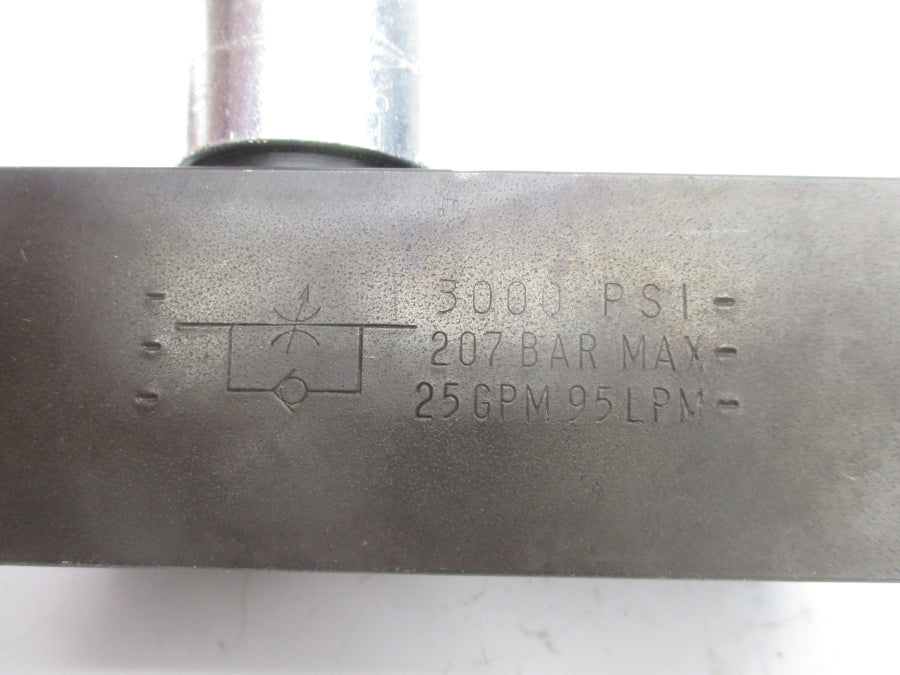 3000 PSI
207 BAR MAX
25 GPM 95 LPM